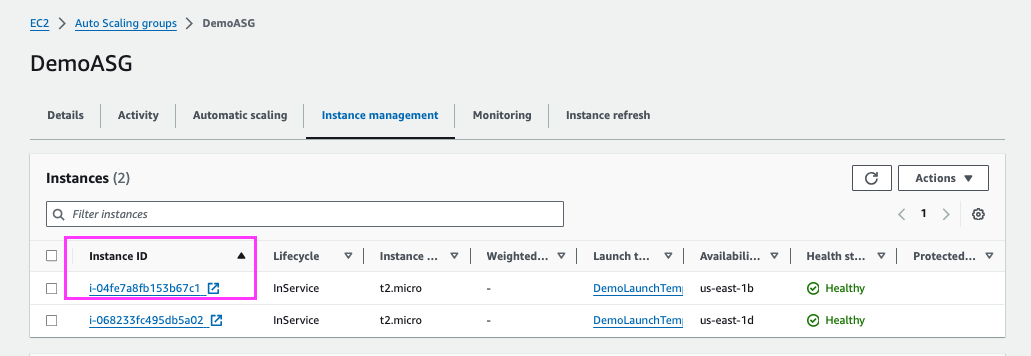 EC2 > Auto Scaling groups > DemoASG
DemoASG
Details Activity Automatic scaling Instance management Monitoring Instance refresh
Instances (2)
Actions
Filter instances
1
Instance ID Lifecycle Instance ... Weighted... Launch t... Availabili... Health st... Protected...
i-04fe7a8fb153b67c1 InService t2.micro - DemoLaunchTemp us-east-1b Healthy
i-068233fc495db5a02 InService t2.micro - DemoLaunchTemp us-east-1d Healthy